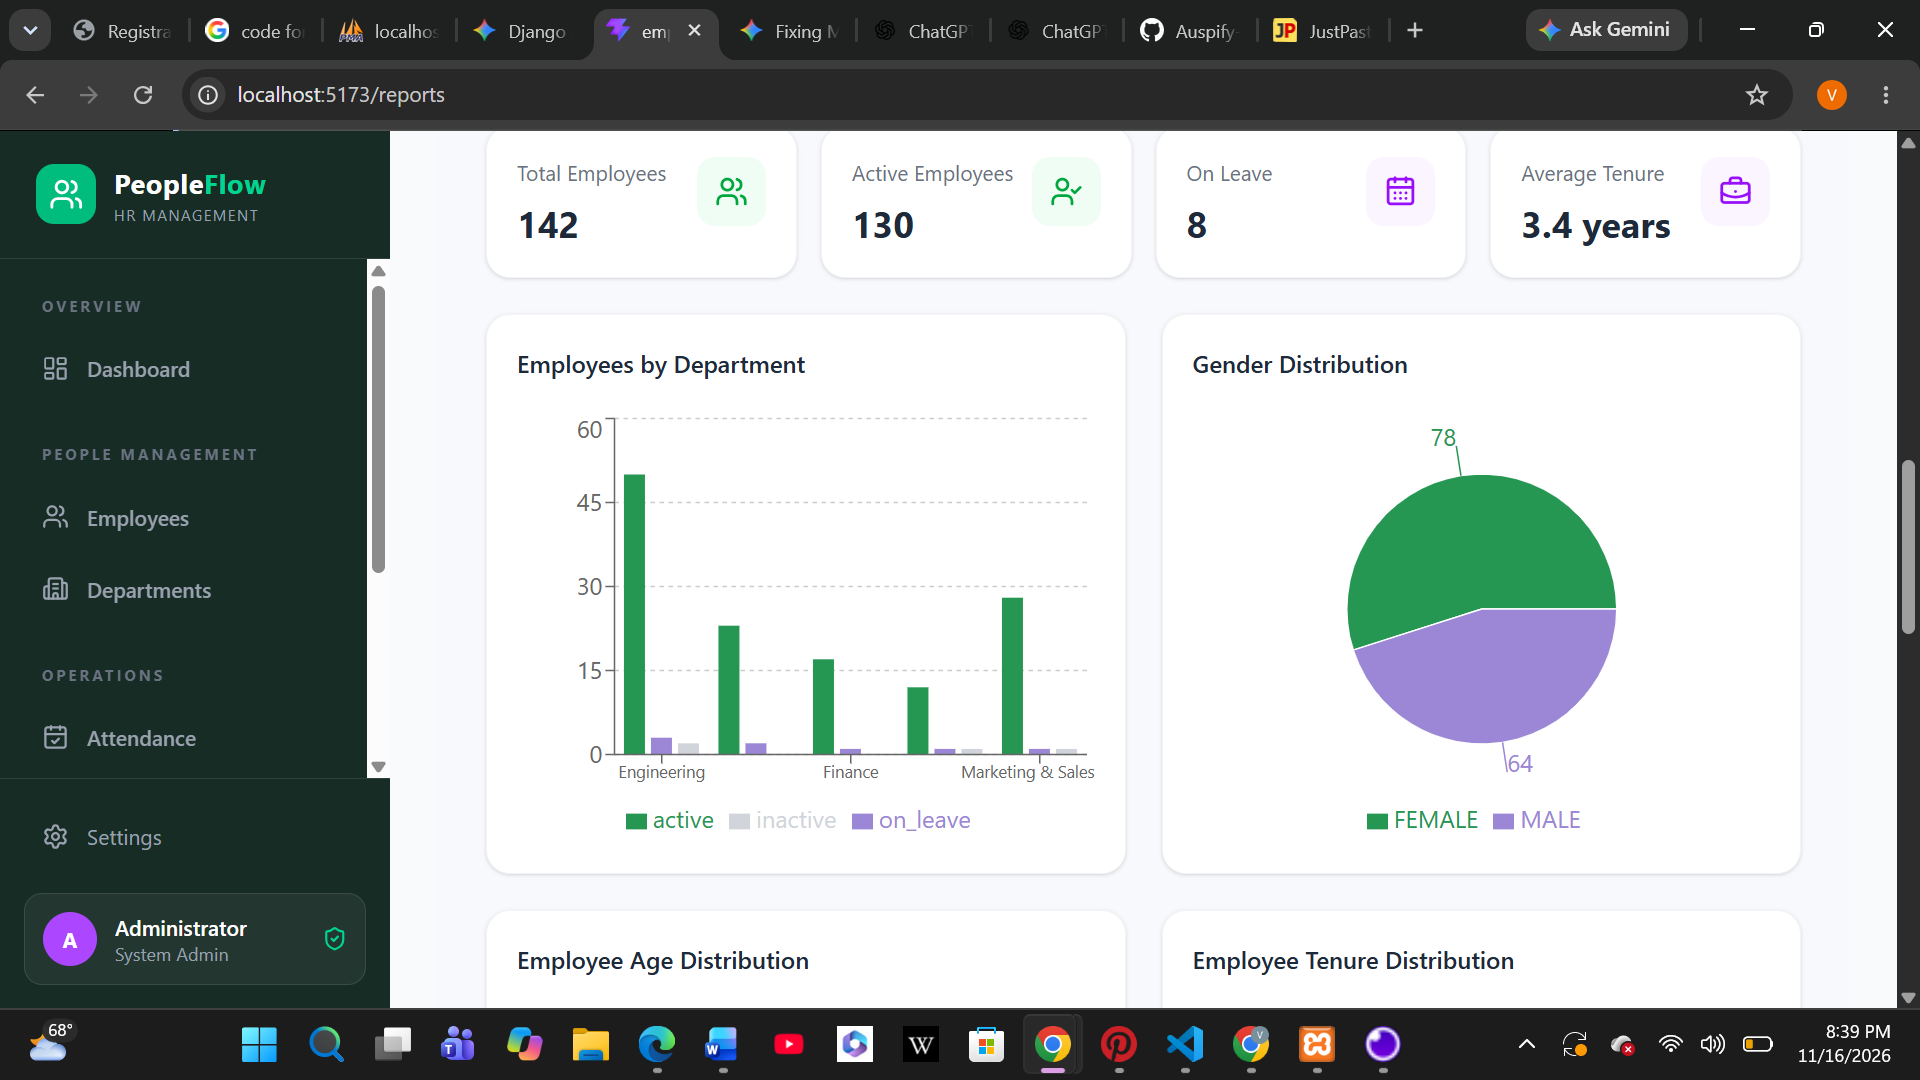 Registra
code fo
localhos
Django
em
Fixing M
ChatGP
ChatGP
Auspify
JustPast
Ask Gemini
localhost:5173/reports
V
PeopleFlow
HR MANAGEMENT
OVERVIEW
Dashboard
PEOPLE MANAGEMENT
Employees
Departments
OPERATIONS
Attendance
Settings
A
Administrator
System Admin
Total Employees
142
Active Employees
130
On Leave
8
Average Tenure
3.4 years
Employees by Department
60
45
30
15
0
Engineering
Finance
Marketing & Sales
active
inactive
on_leave
Gender Distribution
78
64
FEMALE
MALE
Employee Age Distribution
Employee Tenure Distribution
68°
8:39 PM
11/16/2026